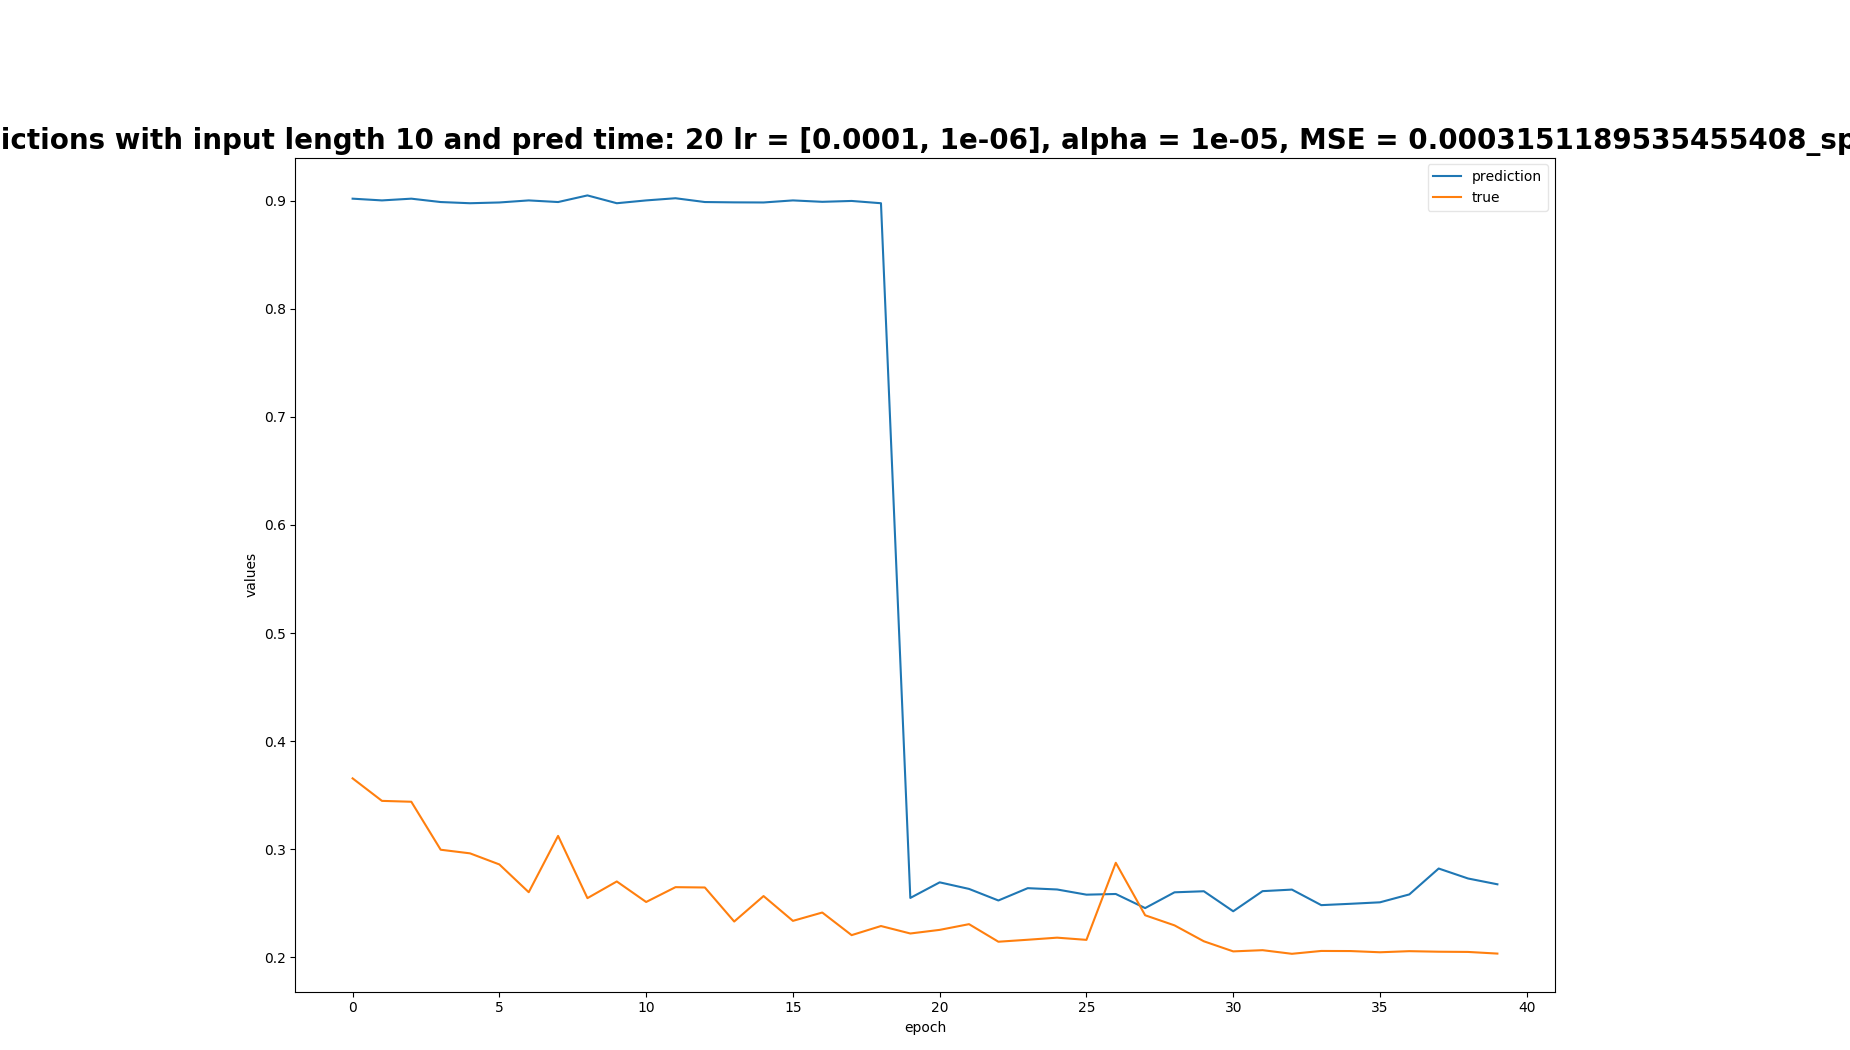 ictions with input length 10 and pred time: 20 lr = [0.0001, 1e-06], alpha = 1e-05, MSE = 0.0003151189535455408_sp
prediction
true
0.9
0.8
0.7
0.6
0.5
0.4
0.3
0.2
values
0 5 10 15 20 25 30 35 40
epoch